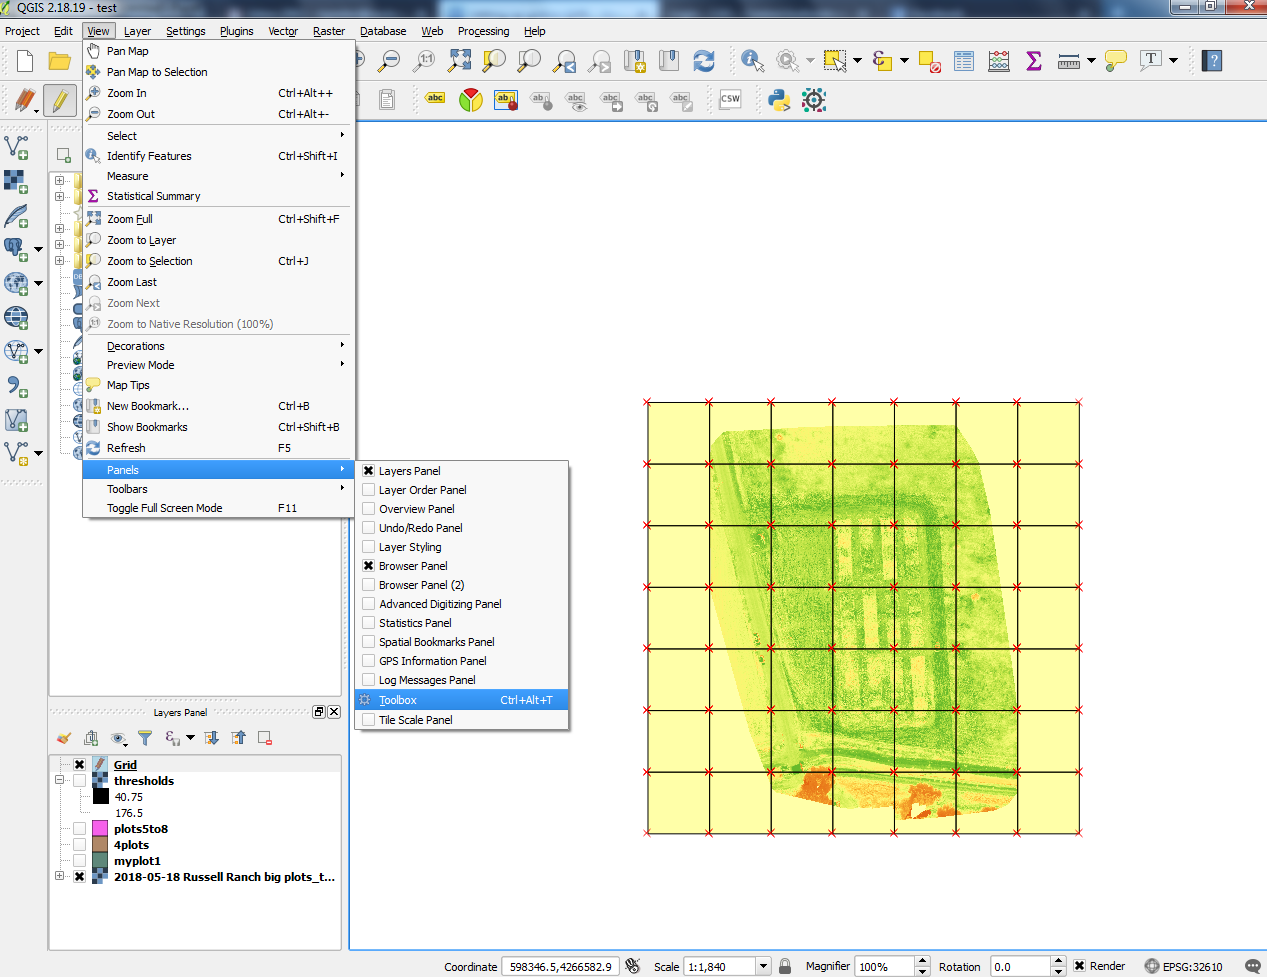 QGIS 2.18.19 - test
Project Edit View Layer Settings Plugins Vector Raster Database Web Processing Help
Pan Map
Pan Map to Selection
Zoom In Ctrl+Alt++
Zoom Out Ctrl+Alt+-
Select
Identify Features Ctrl+Shift+I
Measure
Statistical Summary
Zoom Full Ctrl+Shift+F
Zoom to Layer
Zoom to Selection Ctrl+J
Zoom Last
Zoom Next
Zoom to Native Resolution (100%)
Decorations
Preview Mode
Map Tips
New Bookmark... Ctrl+B
Show Bookmarks Ctrl+Shift+B
Refresh F5
Panels
Toolbars
Toggle Full Screen Mode F11
Layers Panel
Layer Order Panel
Overview Panel
Undo/Redo Panel
Layer Styling
Browser Panel
Browser Panel (2)
Advanced Digitizing Panel
Statistics Panel
Spatial Bookmarks Panel
GPS Information Panel
Log Messages Panel
Toolbox Ctrl+Alt+T
Tile Scale Panel
1:1
abc
ab
ab
abc
abc
abc
abc
CSW
Layers Panel
Grid
thresholds
40.75
176.5
plots5to8
4plots
myplot1
2018-05-18 Russell Ranch big plots_t...
Coordinate 598346.5,4266582.9 Scale 1:1,840 Magnifier 100% Rotation 0.0 Render EPSG:32610